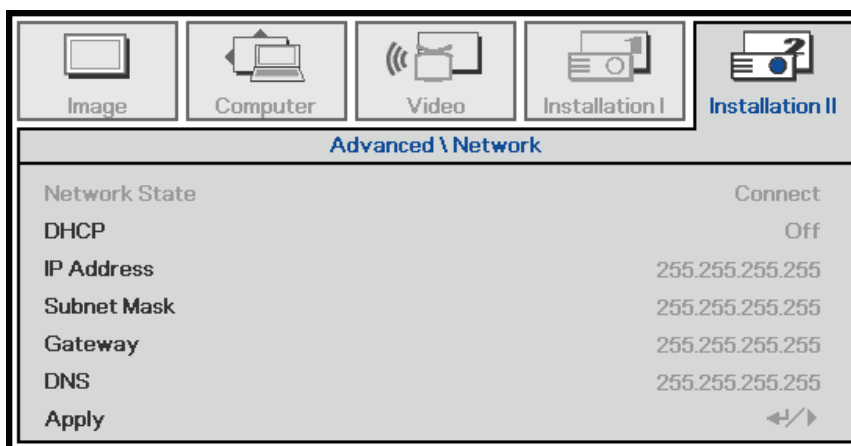 Image
Computer
Video
Installation I
2
Installation II
Advanced \ Network
Network State Connect
DHCP Off
IP Address 255.255.255.255
Subnet Mask 255.255.255.255
Gateway 255.255.255.255
DNS 255.255.255.255
Apply ↵/▶